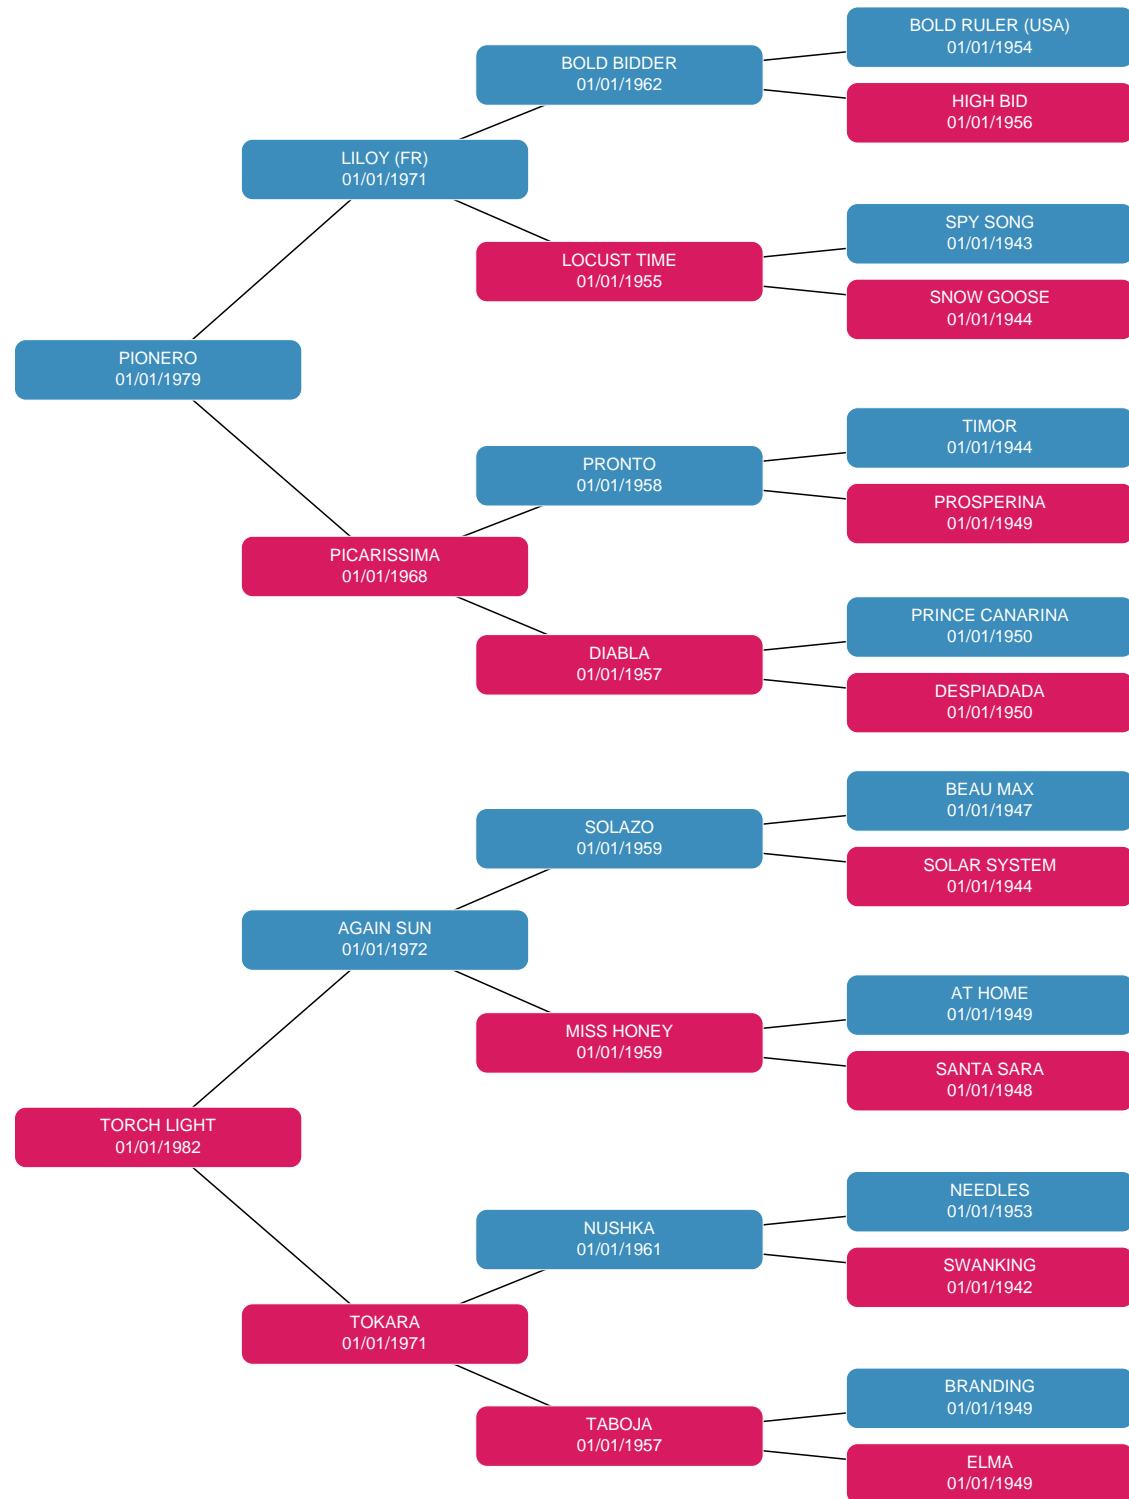 BOLD RULER (USA)
01/01/1954
BOLD BIDDER
01/01/1962
HIGH BID
01/01/1956
LILOY (FR)
01/01/1971
SPY SONG
01/01/1943
LOCUST TIME
01/01/1955
SNOW GOOSE
01/01/1944
PIONERO
01/01/1979
TIMOR
01/01/1944
PRONTO
01/01/1958
PROSPERINA
01/01/1949
PICARISSIMA
01/01/1968
PRINCE CANARINA
01/01/1950
DIABLA
01/01/1957
DESPIADADA
01/01/1950
BEAU MAX
01/01/1947
SOLAZO
01/01/1959
SOLAR SYSTEM
01/01/1944
AGAIN SUN
01/01/1972
AT HOME
01/01/1949
MISS HONEY
01/01/1959
SANTA SARA
01/01/1948
TORCH LIGHT
01/01/1982
NEEDLES
01/01/1953
NUSHKA
01/01/1961
SWANKING
01/01/1942
TOKARA
01/01/1971
BRANDING
01/01/1949
TABOJA
01/01/1957
ELMA
01/01/1949